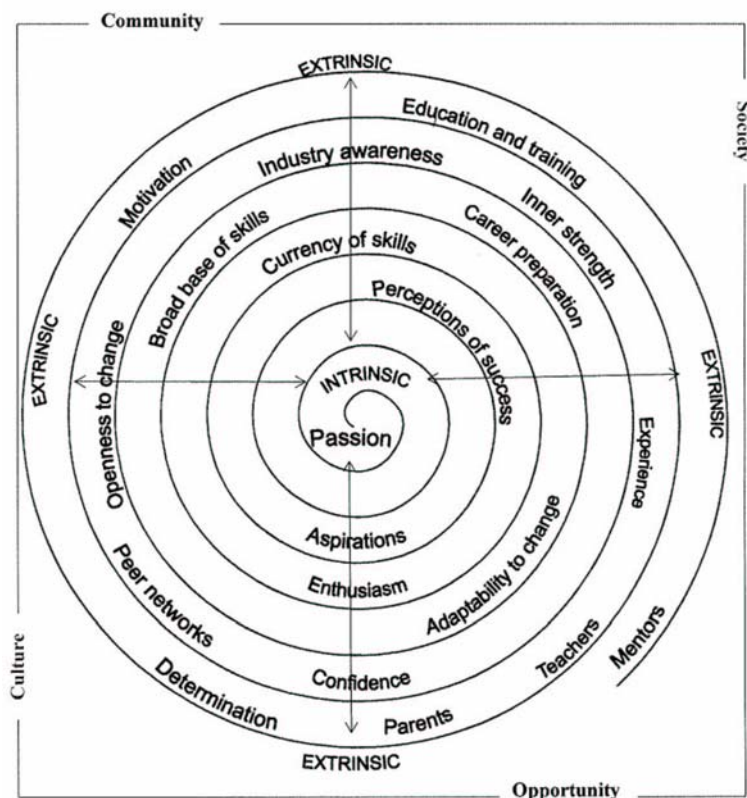 Community
EXTRINSIC
Education and training
Society
Motivation
Industry awareness
Inner strength
Broad base of skills
Currency of skills
Career preparation
Perceptions of success
EXTRINSIC
INTRINSIC
EXTRINSIC
Openness to change
Passion
Experience
Aspirations
Enthusiasm
Adaptability to change
Peer networks
Culture
Confidence
Teachers
Mentors
Determination
Parents
EXTRINSIC
Opportunity